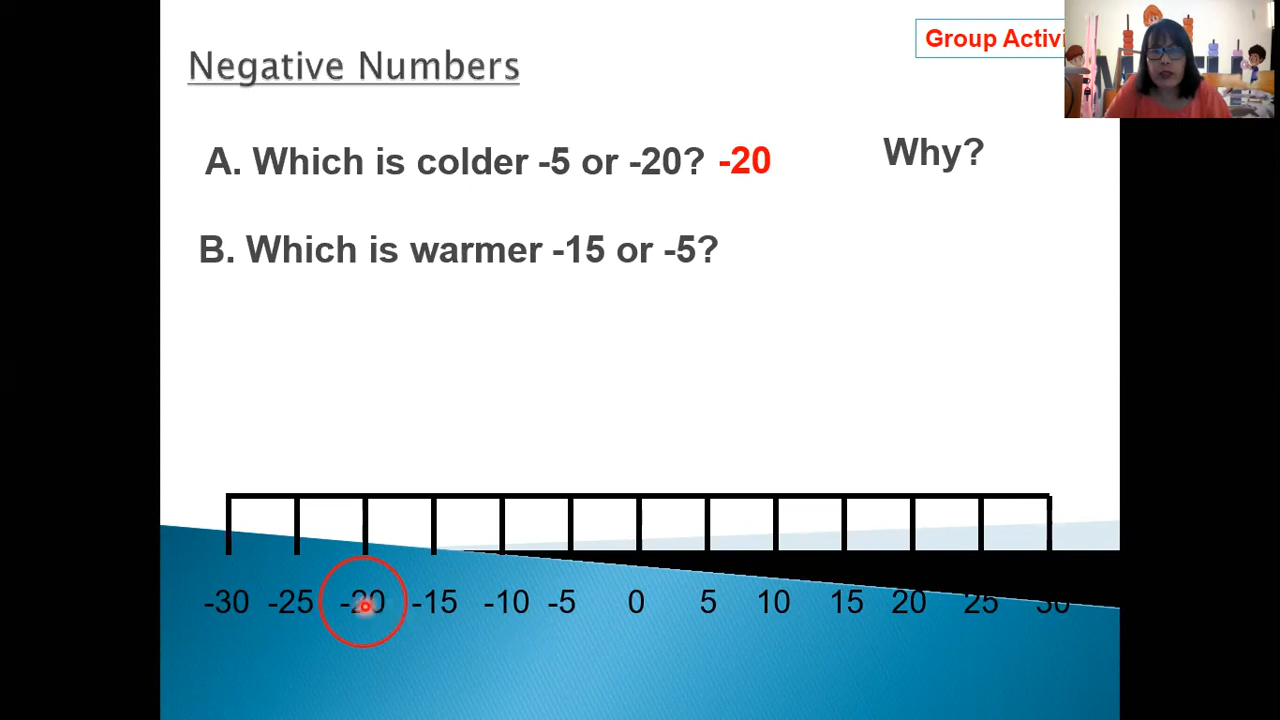 Negative Numbers
Group Activi
A. Which is colder -5 or -20? -20
Why?
B. Which is warmer -15 or -5?
-30 -25 -20 -15 -10 -5 0 5 10 15 20 25 30